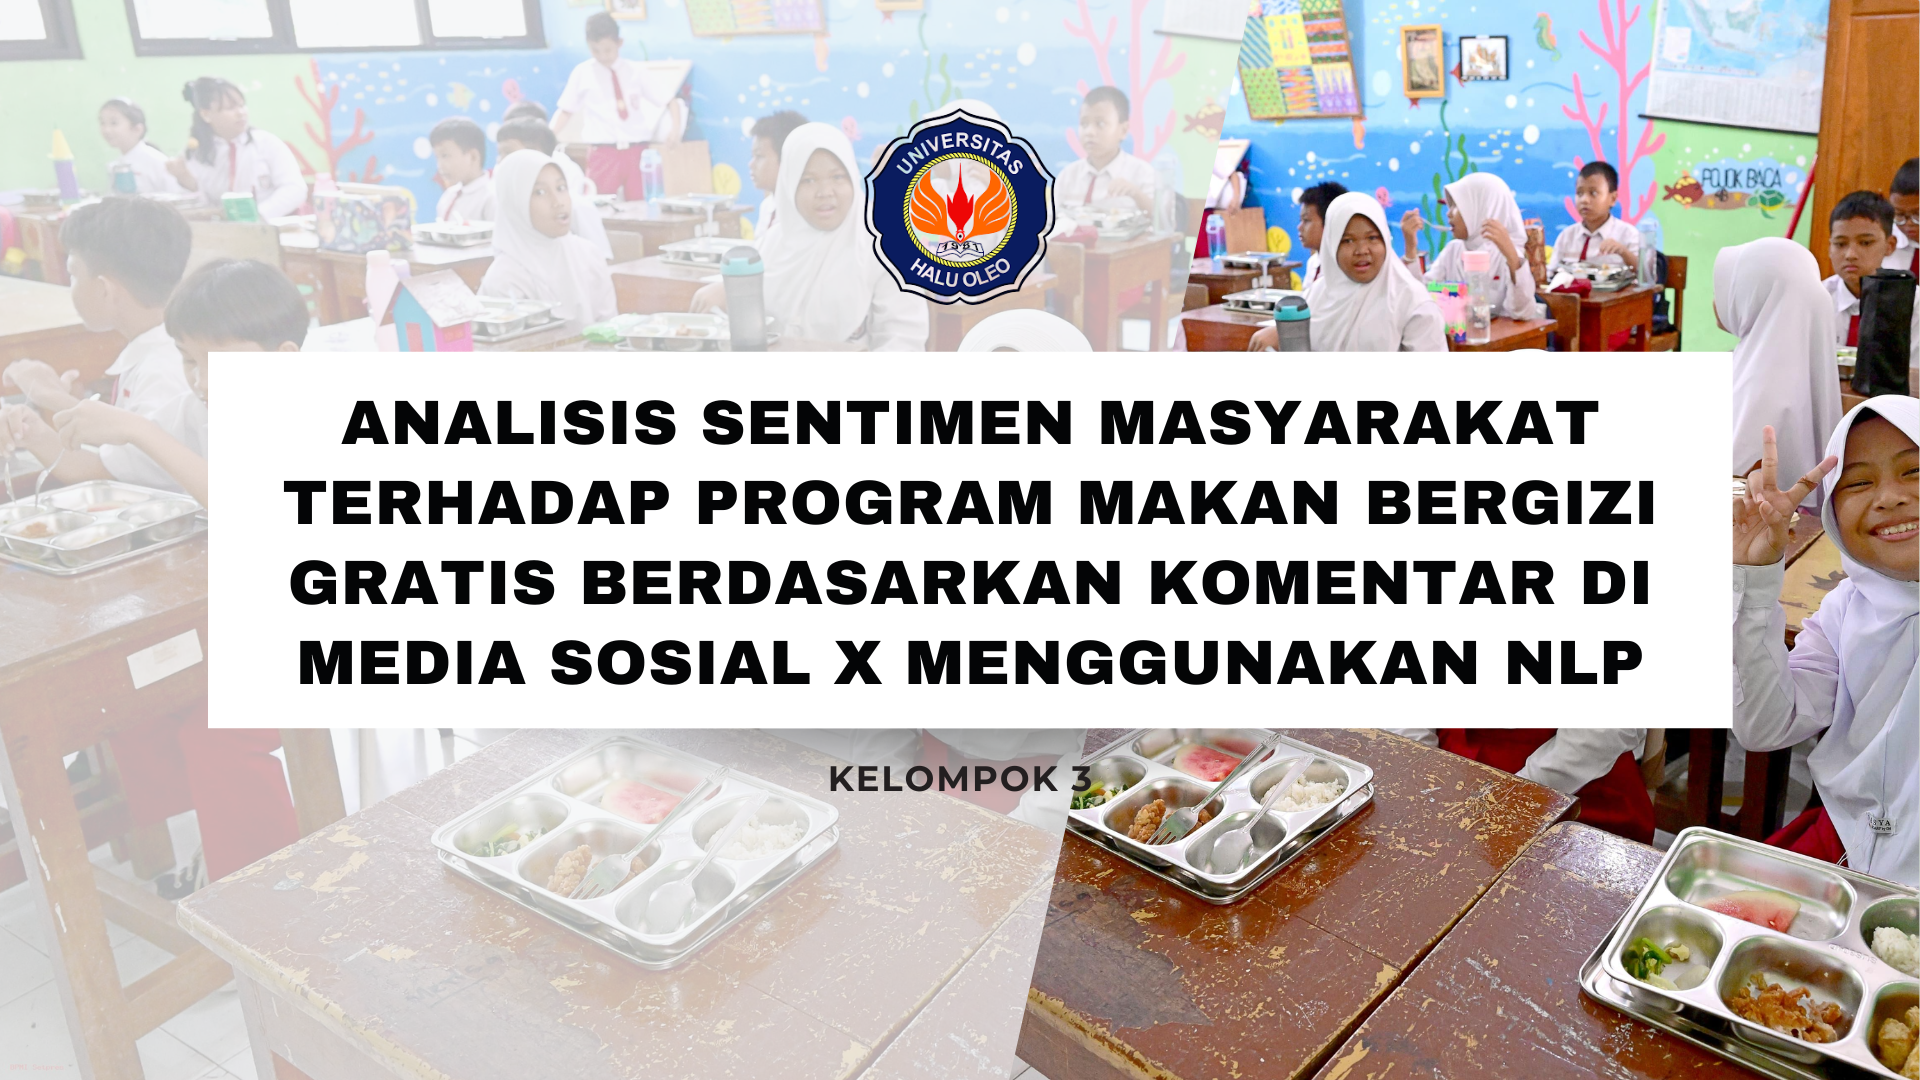 UNIVERSITAS
1981
HALU OLEO
POJOK BACA
ANALISIS SENTIMEN MASYARAKAT
TERHADAP PROGRAM MAKAN BERGIZI
GRATIS BERDASARKAN KOMENTAR DI
MEDIA SOSIAL X MENGGUNAKAN NLP
KELOMPOK 3